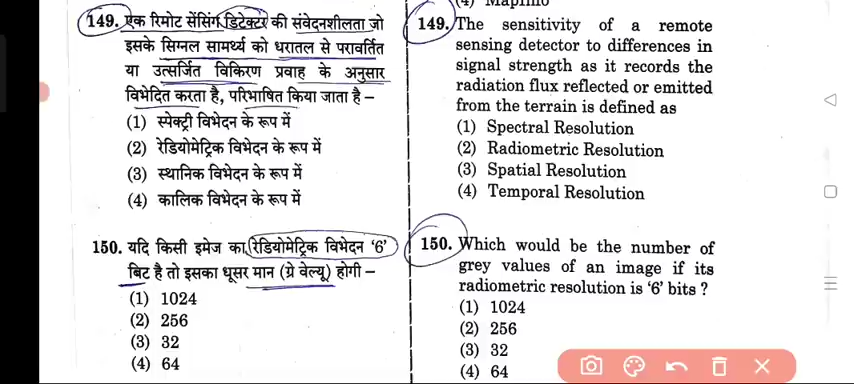 149. एक रिमोट सेंसिंग डिटेक्टर की संवेदनशीलता जो
इसके सिग्नल सामर्थ्य को धरातल से परावर्तित
या उत्सर्जित विकिरण प्रवाह के अनुसार
विभेदित करता है, परिभाषित किया जाता है –
(1) स्पेक्ट्री विभेदन के रूप में
(2) रेडियोमेट्रिक विभेदन के रूप में
(3) स्थानिक विभेदन के रूप में
(4) कालिक विभेदन के रूप में
150. यदि किसी इमेज का रेडियोमेट्रिक विभेदन ‘6’
बिट है तो इसका धूसर मान (ग्रे वेल्यू) होगी –
(1) 1024
(2) 256
(3) 32
(4) 64
(4) Mapinfo
149. The sensitivity of a remote
sensing detector to differences in
signal strength as it records the
radiation flux reflected or emitted
from the terrain is defined as
(1) Spectral Resolution
(2) Radiometric Resolution
(3) Spatial Resolution
(4) Temporal Resolution
150. Which would be the number of
grey values of an image if its
radiometric resolution is ‘6’ bits ?
(1) 1024
(2) 256
(3) 32
(4) 64